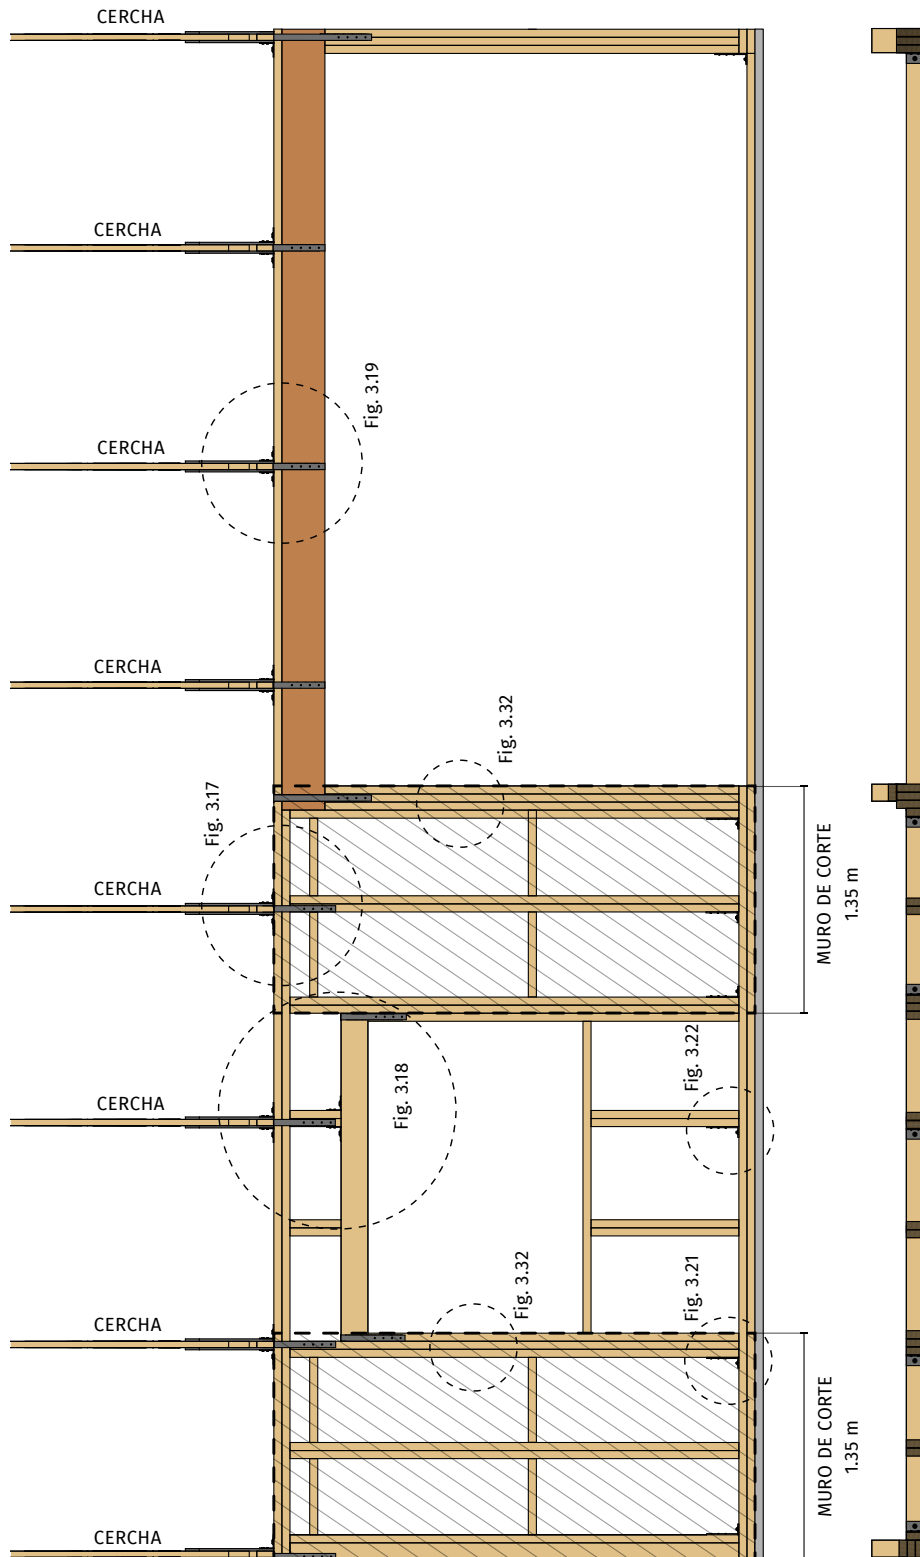 CERCHA
CERCHA
Fig. 3.19
CERCHA
CERCHA
Fig. 3.32
Fig. 3.17
MURO DE CORTE
1.35 m
CERCHA
Fig. 3.22
Fig. 3.18
CERCHA
Fig. 3.32
Fig. 3.21
CERCHA
MURO DE CORTE
1.35 m
CERCHA